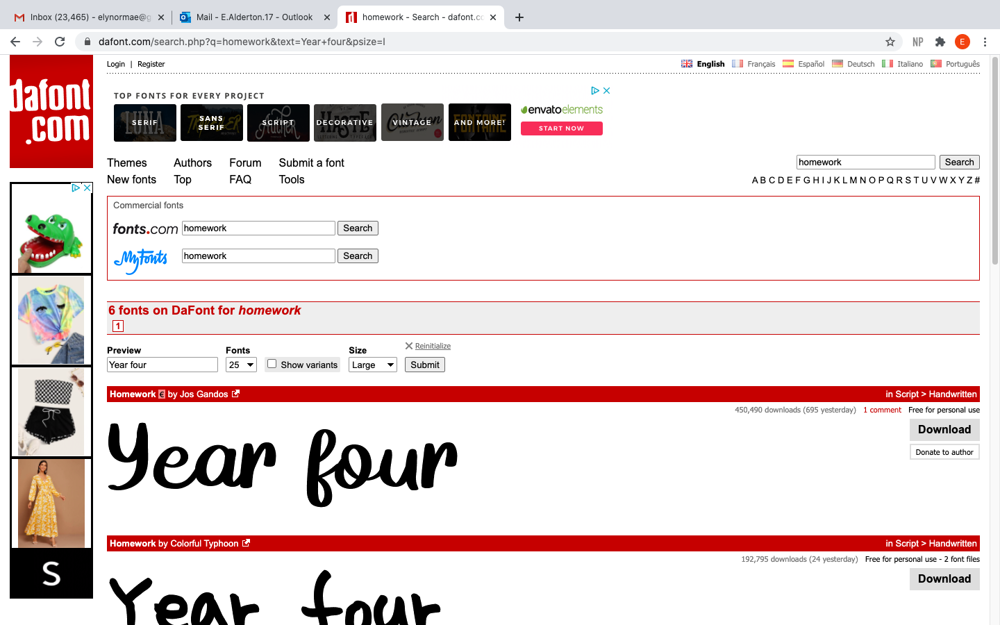 Inbox (23,465) - elynormae@g
Mail - E.Alderton.17 - Outlook
homework - Search - dafont.co
dafont.com/search.php?q=homework&text=Year+four&psize=l
NP
E
dafont
.com
Login | Register
English Français Español Deutsch Italiano Português
TOP FONTS FOR EVERY PROJECT
SERIF
SANS
SERIF
SCRIPT
DECORATIVE
VINTAGE
AND MORE!
envatoelements
START NOW
Themes Authors Forum Submit a font
New fonts Top FAQ Tools
homework Search
A B C D E F G H I J K L M N O P Q R S T U V W X Y Z #
Commercial fonts
fonts.com homework Search
MyFonts homework Search
6 fonts on DaFont for homework
1
Preview Fonts Size Reinitialize
Year four 25 Show variants Large Submit
Homework € by Jos Gandos in Script > Handwritten
450,490 downloads (695 yesterday) 1 comment Free for personal use
Year four
Download
Donate to author
Homework by Colorful Typhoon in Script > Handwritten
192,795 downloads (24 yesterday) Free for personal use - 2 font files
Year four
Download
S